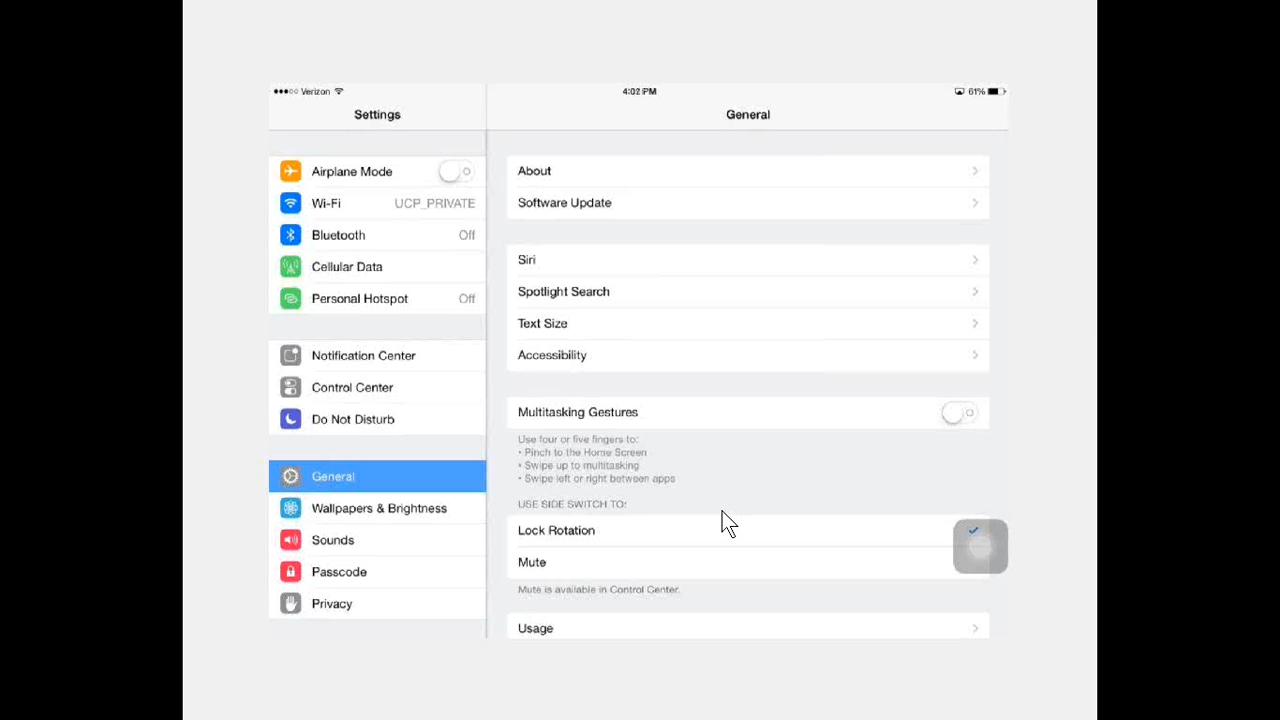 Verizon 4:02 PM 61%
Settings General
Airplane Mode
Wi-Fi UCP_PRIVATE
Bluetooth Off
Cellular Data
Personal Hotspot Off
Notification Center
Control Center
Do Not Disturb
General
Wallpapers & Brightness
Sounds
Passcode
Privacy
About
Software Update
Siri
Spotlight Search
Text Size
Accessibility
Multitasking Gestures
Use four or five fingers to:
• Pinch to the Home Screen
• Swipe up to multitasking
• Swipe left or right between apps
USE SIDE SWITCH TO:
Lock Rotation
Mute
Mute is available in Control Center.
Usage